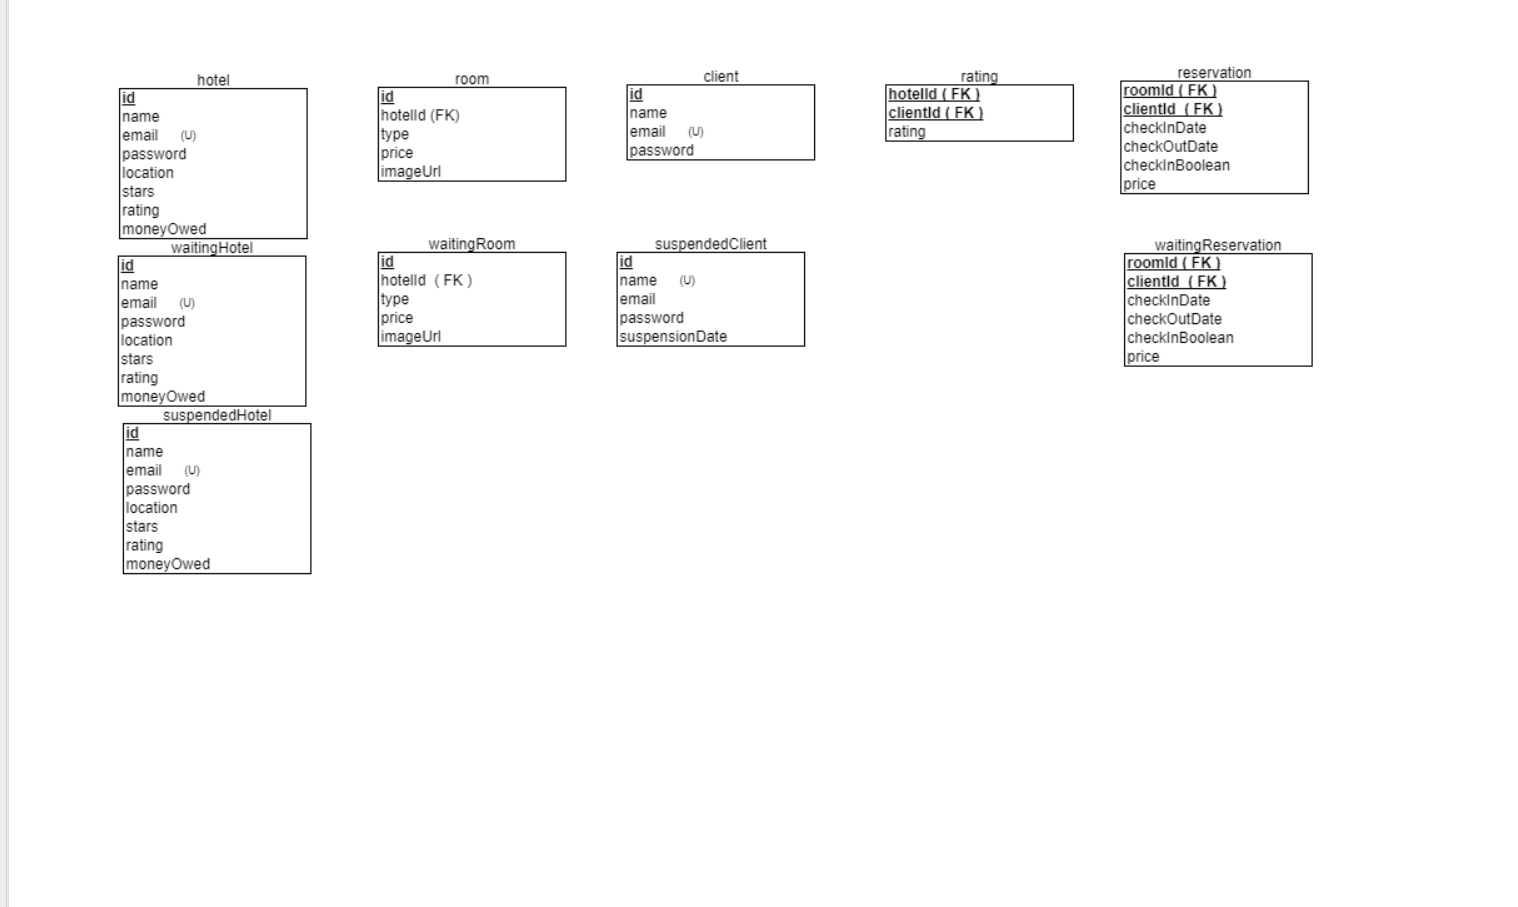 hotel
id
name
email (U)
password
location
stars
rating
moneyOwed
waitingHotel
id
name
email (U)
password
location
stars
rating
moneyOwed
suspendedHotel
id
name
email (U)
password
location
stars
rating
moneyOwed
room
id
hotelId (FK)
type
price
imageUrl
waitingRoom
id
hotelId ( FK )
type
price
imageUrl
client
id
name
email (U)
password
suspendedClient
id
name (U)
email
password
suspensionDate
rating
hotelId ( FK )
clientId ( FK )
rating
reservation
roomId ( FK )
clientId ( FK )
checkInDate
checkOutDate
checkInBoolean
price
waitingReservation
roomId ( FK )
clientId ( FK )
checkInDate
checkOutDate
checkInBoolean
price